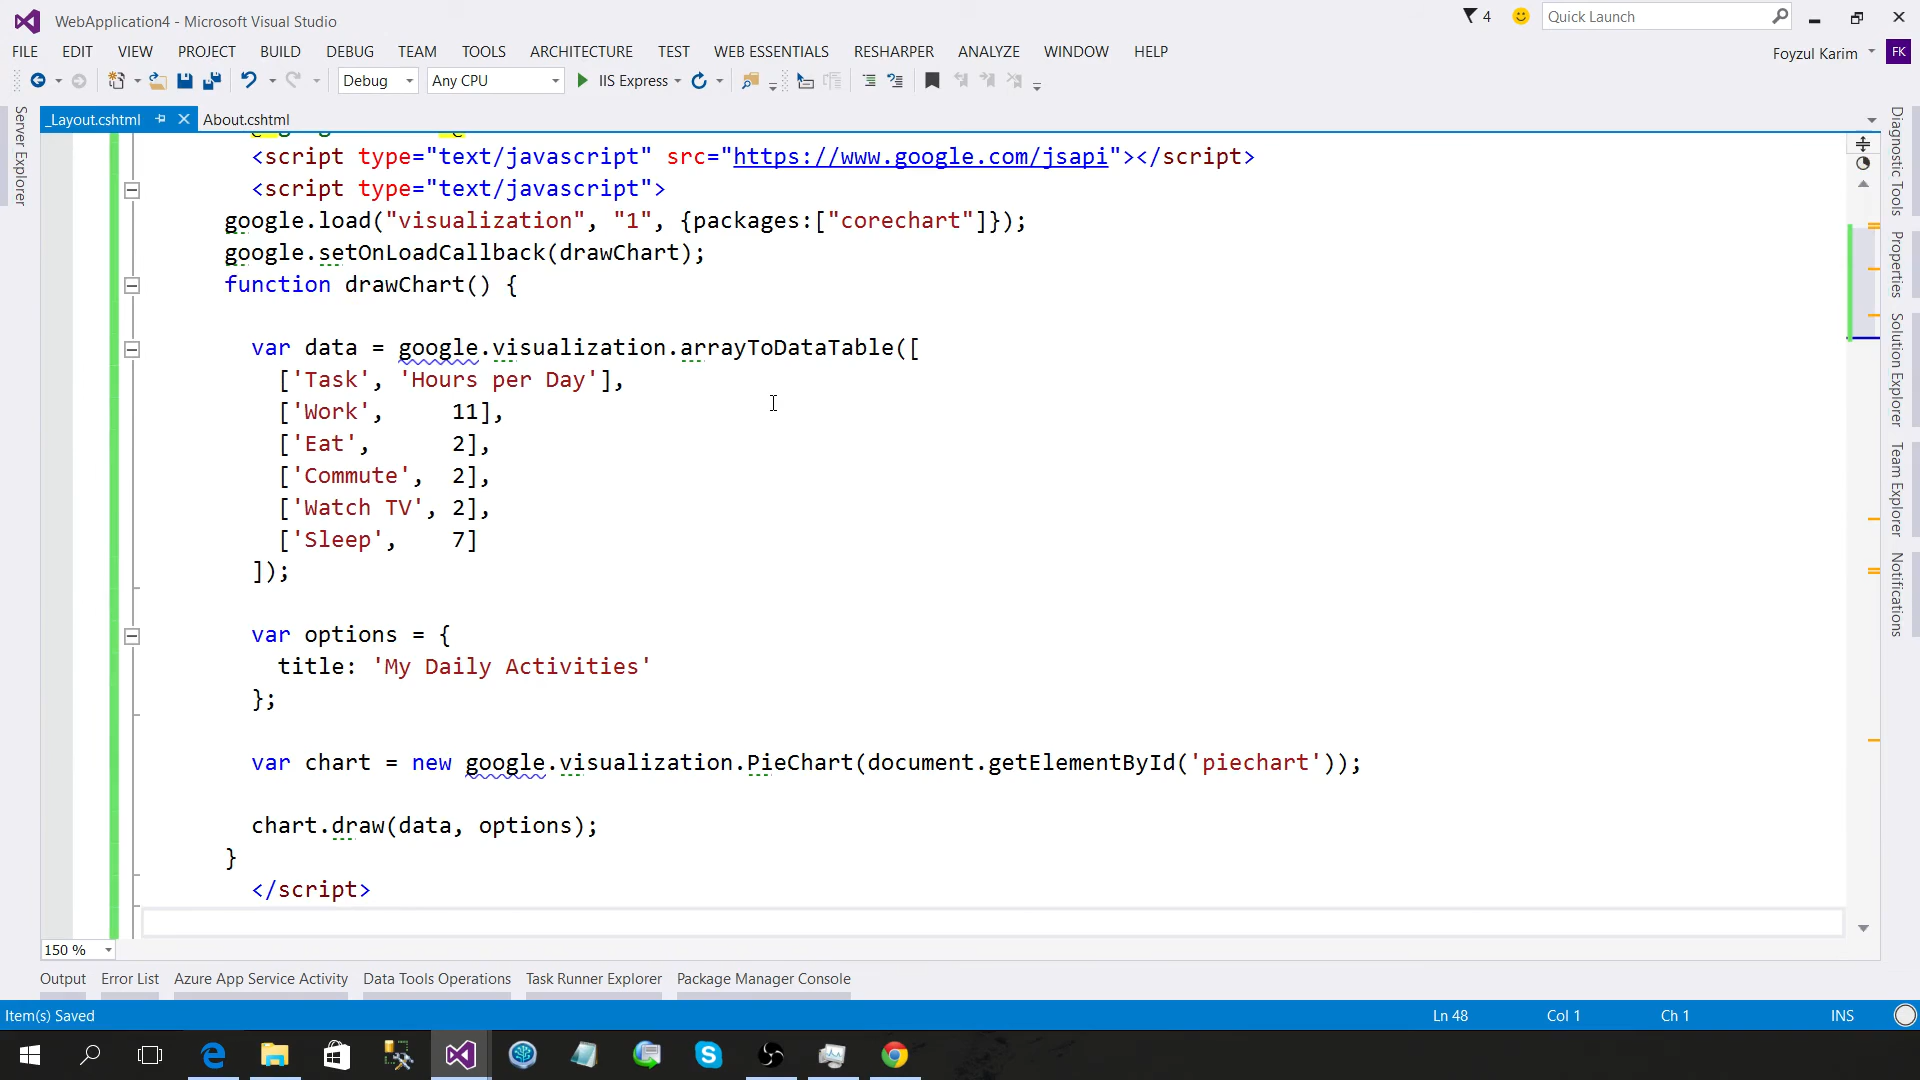 WebApplication4 - Microsoft Visual Studio
4
Quick Launch
FILE EDIT VIEW PROJECT BUILD DEBUG TEAM TOOLS ARCHITECTURE TEST WEB ESSENTIALS RESHARPER ANALYZE WINDOW HELP
Foyzul Karim FK
Debug Any CPU IIS Express
Server Explorer
_Layout.cshtml About.cshtml
<script type="text/javascript" src="https://www.google.com/jsapi"></script>
<script type="text/javascript">
google.load("visualization", "1", {packages:["corechart"]});
google.setOnLoadCallback(drawChart);
function drawChart() {
var data = google.visualization.arrayToDataTable([
['Task', 'Hours per Day'],
['Work', 11],
['Eat', 2],
['Commute', 2],
['Watch TV', 2],
['Sleep', 7]
]);
var options = {
title: 'My Daily Activities'
};
var chart = new google.visualization.PieChart(document.getElementById('piechart'));
chart.draw(data, options);
}
</script>
Diagnostic Tools
Properties
Solution Explorer
Team Explorer
Notifications
150 %
Output Error List Azure App Service Activity Data Tools Operations Task Runner Explorer Package Manager Console
Item(s) Saved Ln 48 Col 1 Ch 1 INS